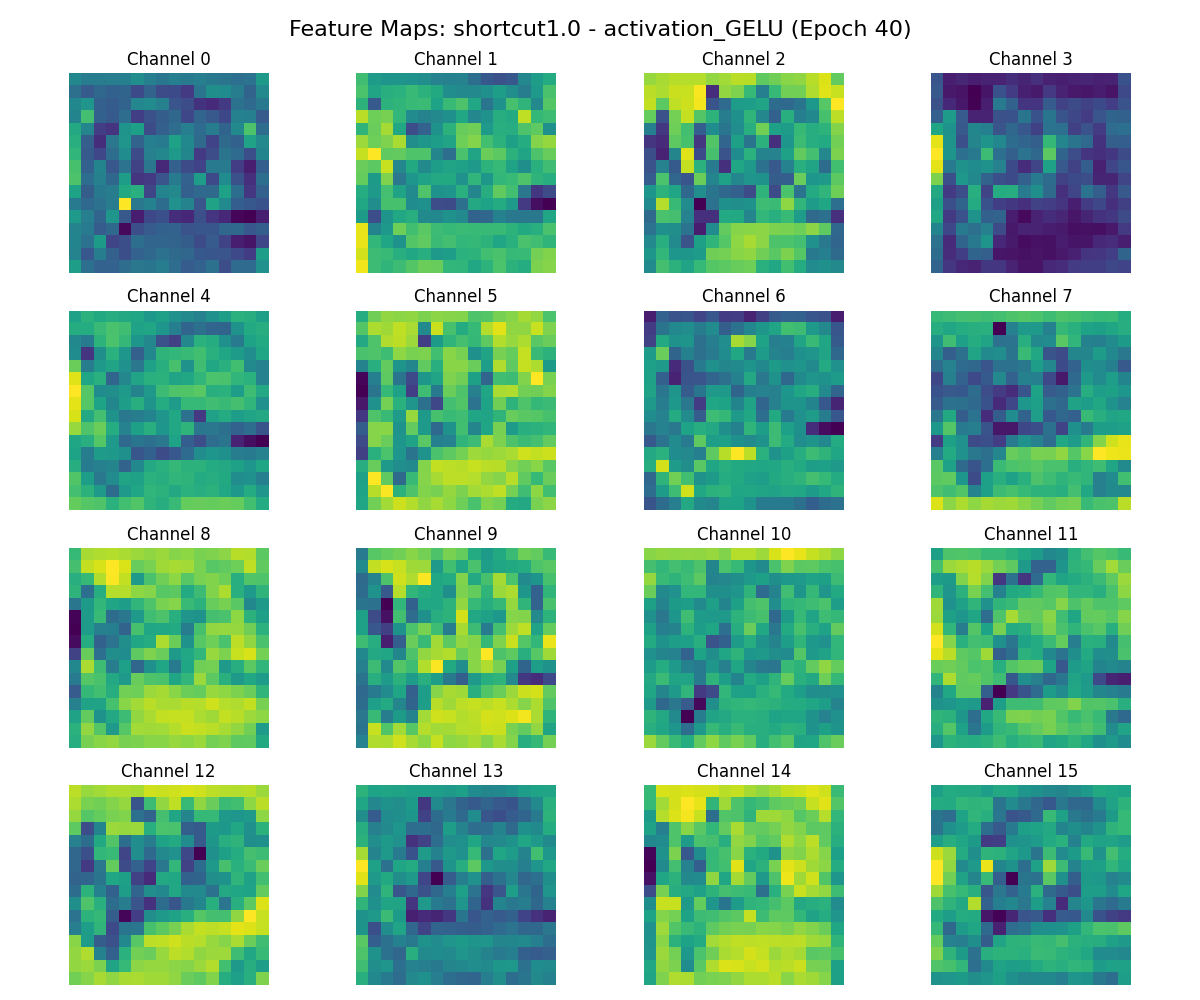 Feature Maps: shortcut1.0 - activation_GELU (Epoch 40)
Channel 0
Channel 1
Channel 2
Channel 3
Channel 4
Channel 5
Channel 6
Channel 7
Channel 8
Channel 9
Channel 10
Channel 11
Channel 12
Channel 13
Channel 14
Channel 15